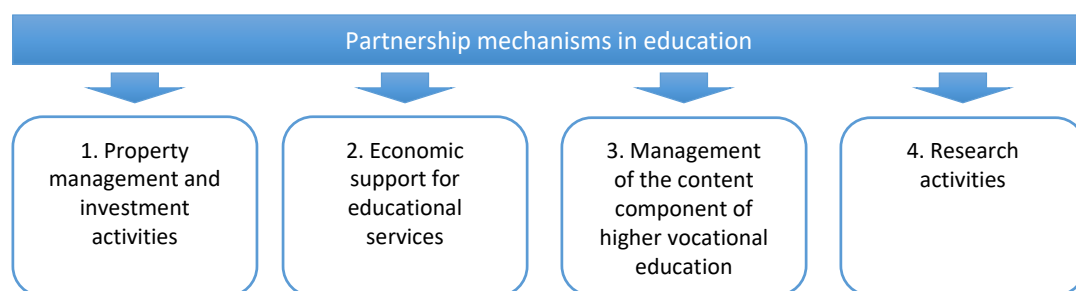 Partnership mechanisms in education
1. Property
management and
investment
activities
2. Economic
support for
educational
services
3. Management
of the content
component of
higher vocational
education
4. Research
activities